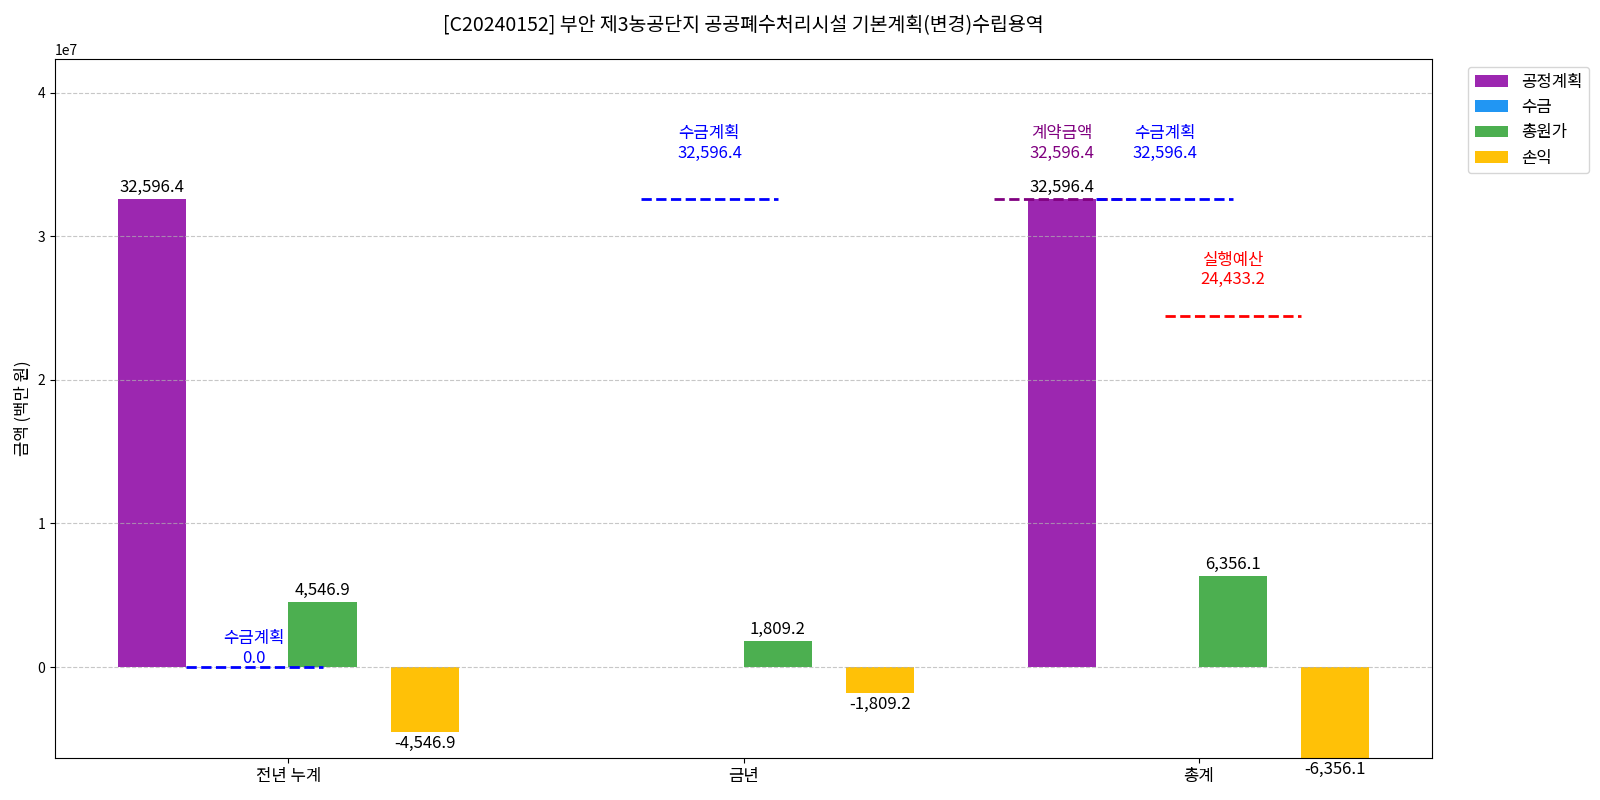 [C20240152] 부안 제3농공단지 공공폐수처리시설 기본계획(변경)수립용역
1e7
공정계획
수금
총원가
손익
금액 (백만 원)
4
3
2
1
0
수금계획
32,596.4
계약금액
32,596.4
수금계획
32,596.4
32,596.4
32,596.4
실행예산
24,433.2
4,546.9
수금계획
0.0
1,809.2
6,356.1
-4,546.9
-1,809.2
-6,356.1
전년 누계
금년
총계